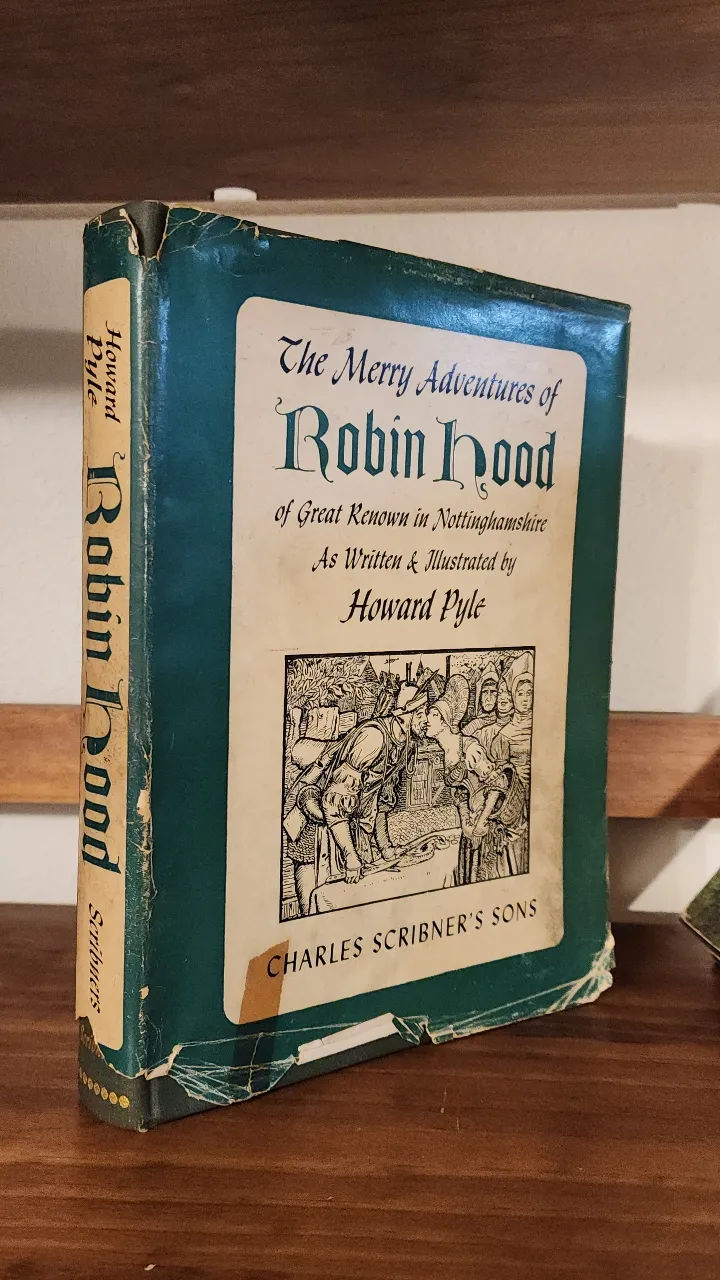 The Merry Adventures of
Robin Hood
of Great Renown in Nottinghamshire
As Written & Illustrated by
Howard Pyle
CHARLES SCRIBNER'S SONS
Howard
Pyle
Robin Hood
Scribners